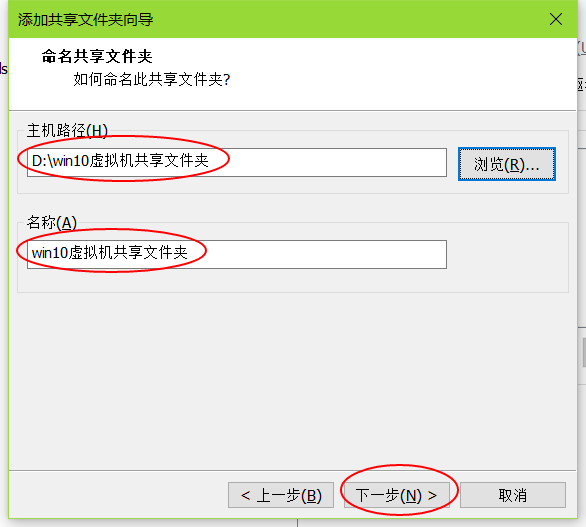 添加共享文件夹向导
命名共享文件夹
如何命名此共享文件夹?
主机路径(H)
D:\win10虚拟机共享文件夹
浏览(R)...
名称(A)
win10虚拟机共享文件夹
< 上一步(B)
下一步(N) >
取消